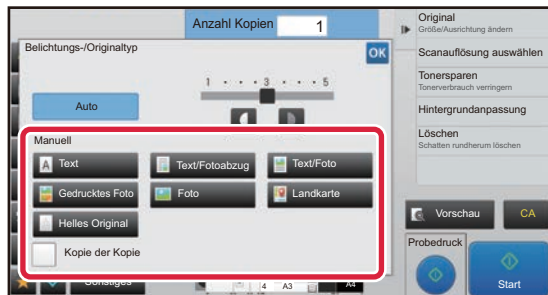 Anzahl Kopien 1
Belichtungs-/Originaltyp
OK
1 3 5
Auto
Manuell
Text
Text/Fotoabzug
Text/Foto
Gedrucktes Foto
Foto
Landkarte
Helles Original
Kopie der Kopie
Sonstiges
4 A3
A4
Original
Größe/Ausrichtung ändern
Scanauflösung auswählen
Tonersparen
Tonerverbrauch verringern
Hintergrundanpassung
Löschen
Schatten rundherum löschen
Vorschau
CA
Probedruck
Start